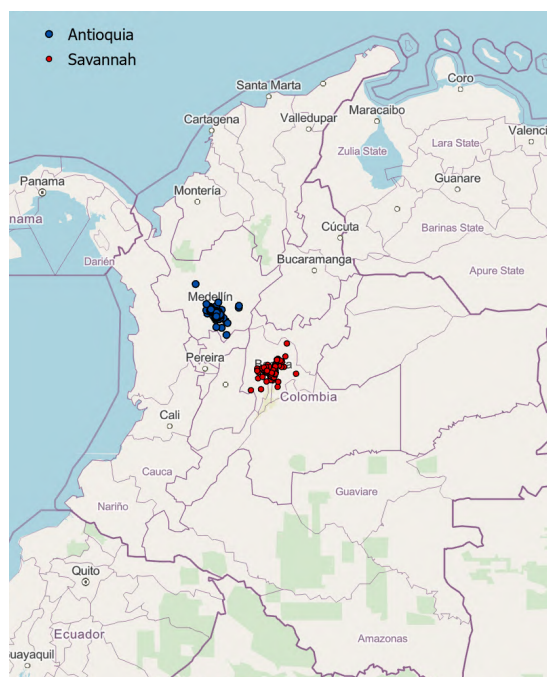 Antioquia
Savannah
Santa Marta
Coro
Cartagena
Valledupar
Maracaibo
Valenci
Zulia State
Lara State
Panama
Guanare
nama
Montería
Barinas State
Cúcuta
Darién
Bucaramanga
Apure State
Medellín
Pereira
Colombia
Cali
Cauca
Guaviare
Nariño
Quito
Ecuador
Amazonas
uayaquil